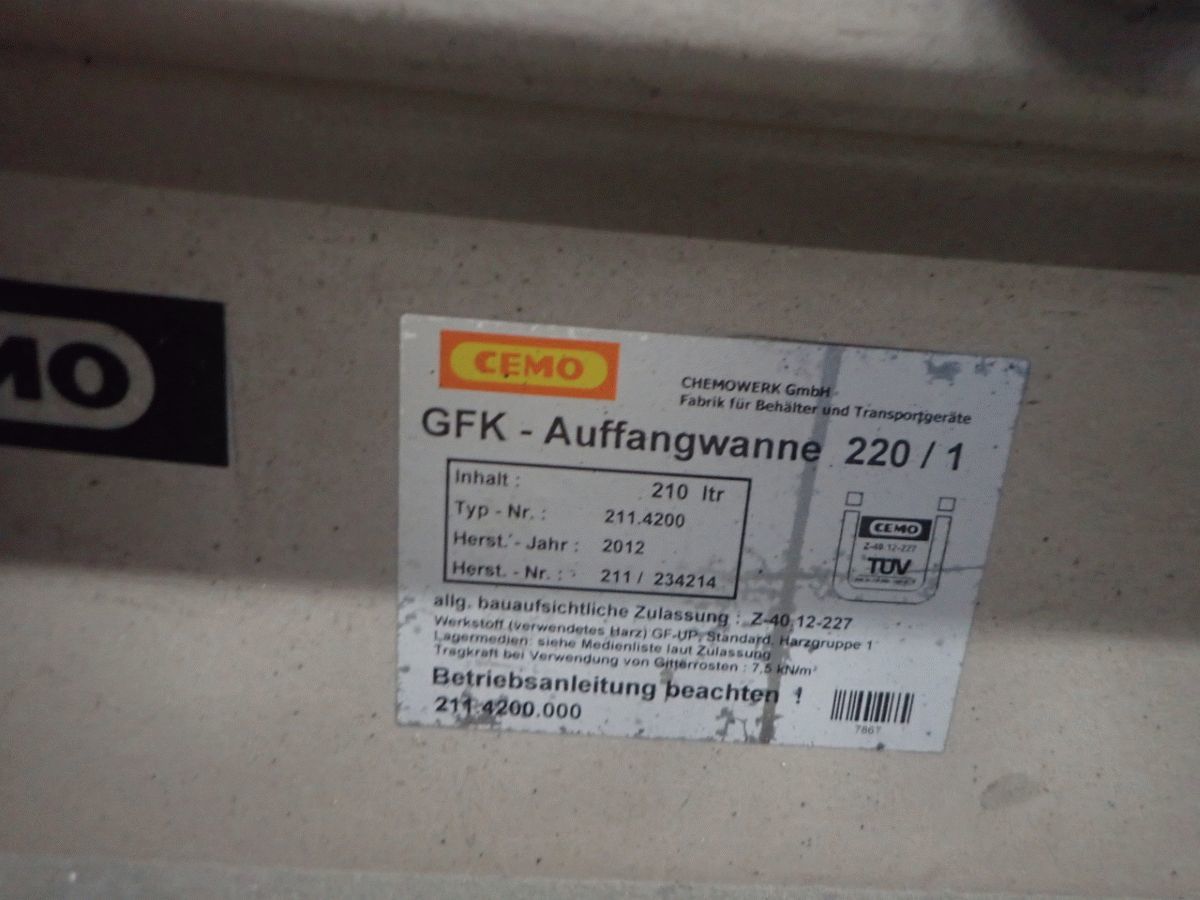 MO
CEMO
CHEMOWERK GmbH
Fabrik für Behälter und Transportgeräte
GFK - Auffangwanne 220 / 1
Inhalt : 210 ltr
Typ - Nr. : 211.4200
Herst. - Jahr : 2012
Herst. - Nr. : 211 / 234214
CEMO
Z-40.12-227
TÜV
allg. bauaufsichtliche Zulassung : Z-40.12-227
Werkstoff (verwendetes Harz) GF-UP, Standard, Harzgruppe 1
Lagermedien: siehe Medienliste laut Zulassung
Tragkraft bei Verwendung von Gitterrosten : 7,5 kN/m²
Betriebsanleitung beachten !
211.4200.000
7867